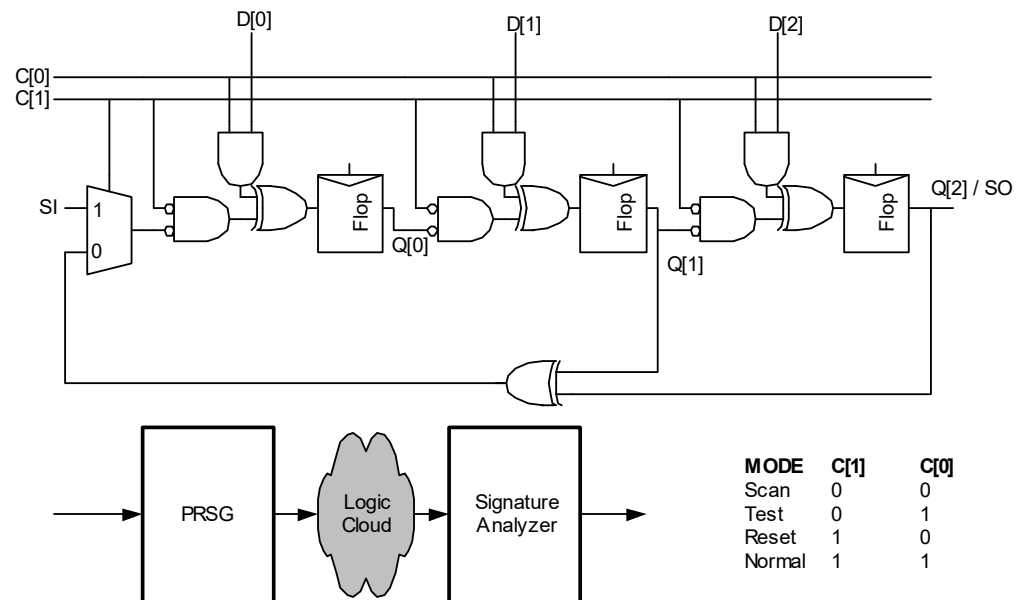 D[0]
D[1]
D[2]
C[0]
C[1]
SI
1
0
Flop
Q[0]
Flop
Q[1]
Flop
Q[2] / SO
PRSG
Logic
Cloud
Signature
Analyzer
MODE C[1] C[0]
Scan 0 0
Test 0 1
Reset 1 0
Normal 1 1